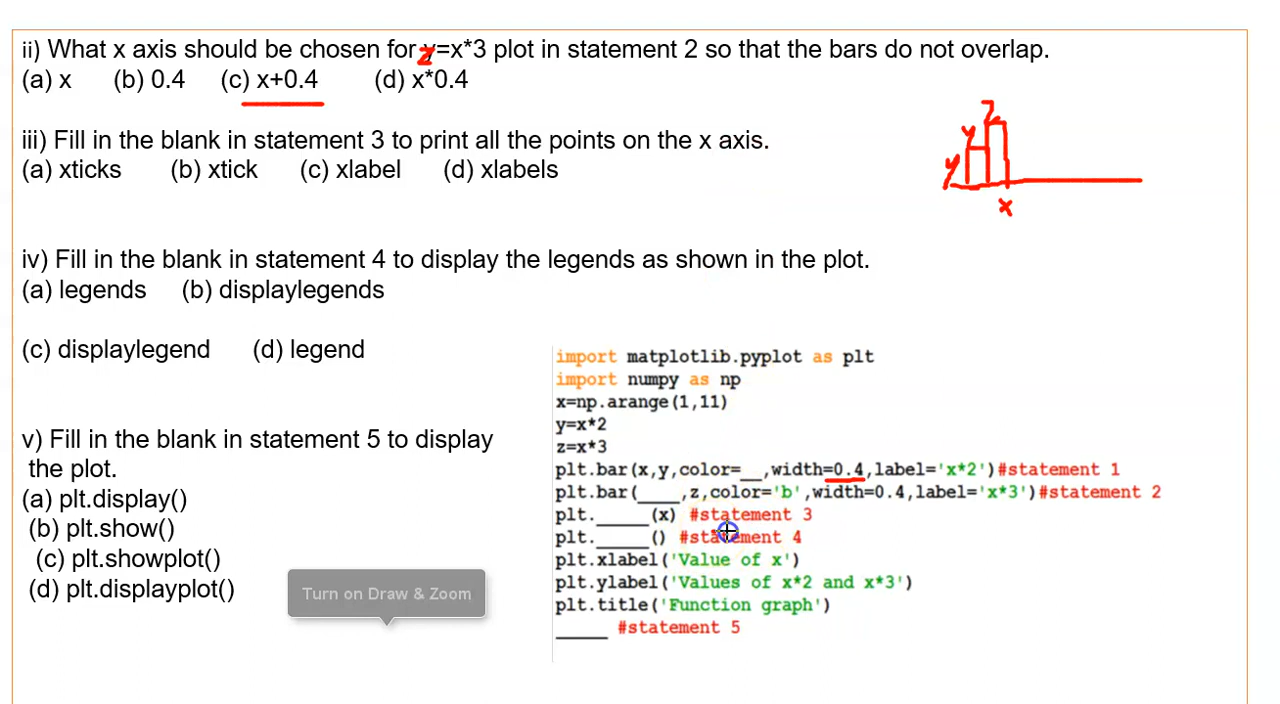 ii) What x axis should be chosen for z=x*3 plot in statement 2 so that the bars do not overlap.
(a) x (b) 0.4 (c) x+0.4 (d) x*0.4
iii) Fill in the blank in statement 3 to print all the points on the x axis.
(a) xticks (b) xtick (c) xlabel (d) xlabels
z
y
y
x
iv) Fill in the blank in statement 4 to display the legends as shown in the plot.
(a) legends (b) displaylegends
(c) displaylegend (d) legend
v) Fill in the blank in statement 5 to display
the plot.
(a) plt.display()
(b) plt.show()
(c) plt.showplot()
(d) plt.displayplot()
Turn on Draw & Zoom
import matplotlib.pyplot as plt
import numpy as np
x=np.arange(1,11)
y=x*2
z=x*3
plt.bar(x,y,color=__,width=0.4,label='x*2')#statement 1
plt.bar(____,z,color='b',width=0.4,label='x*3')#statement 2
plt._____(x) #statement 3
plt._____() #statement 4
plt.xlabel('Value of x')
plt.ylabel('Values of x*2 and x*3')
plt.title('Function graph')
_____ #statement 5